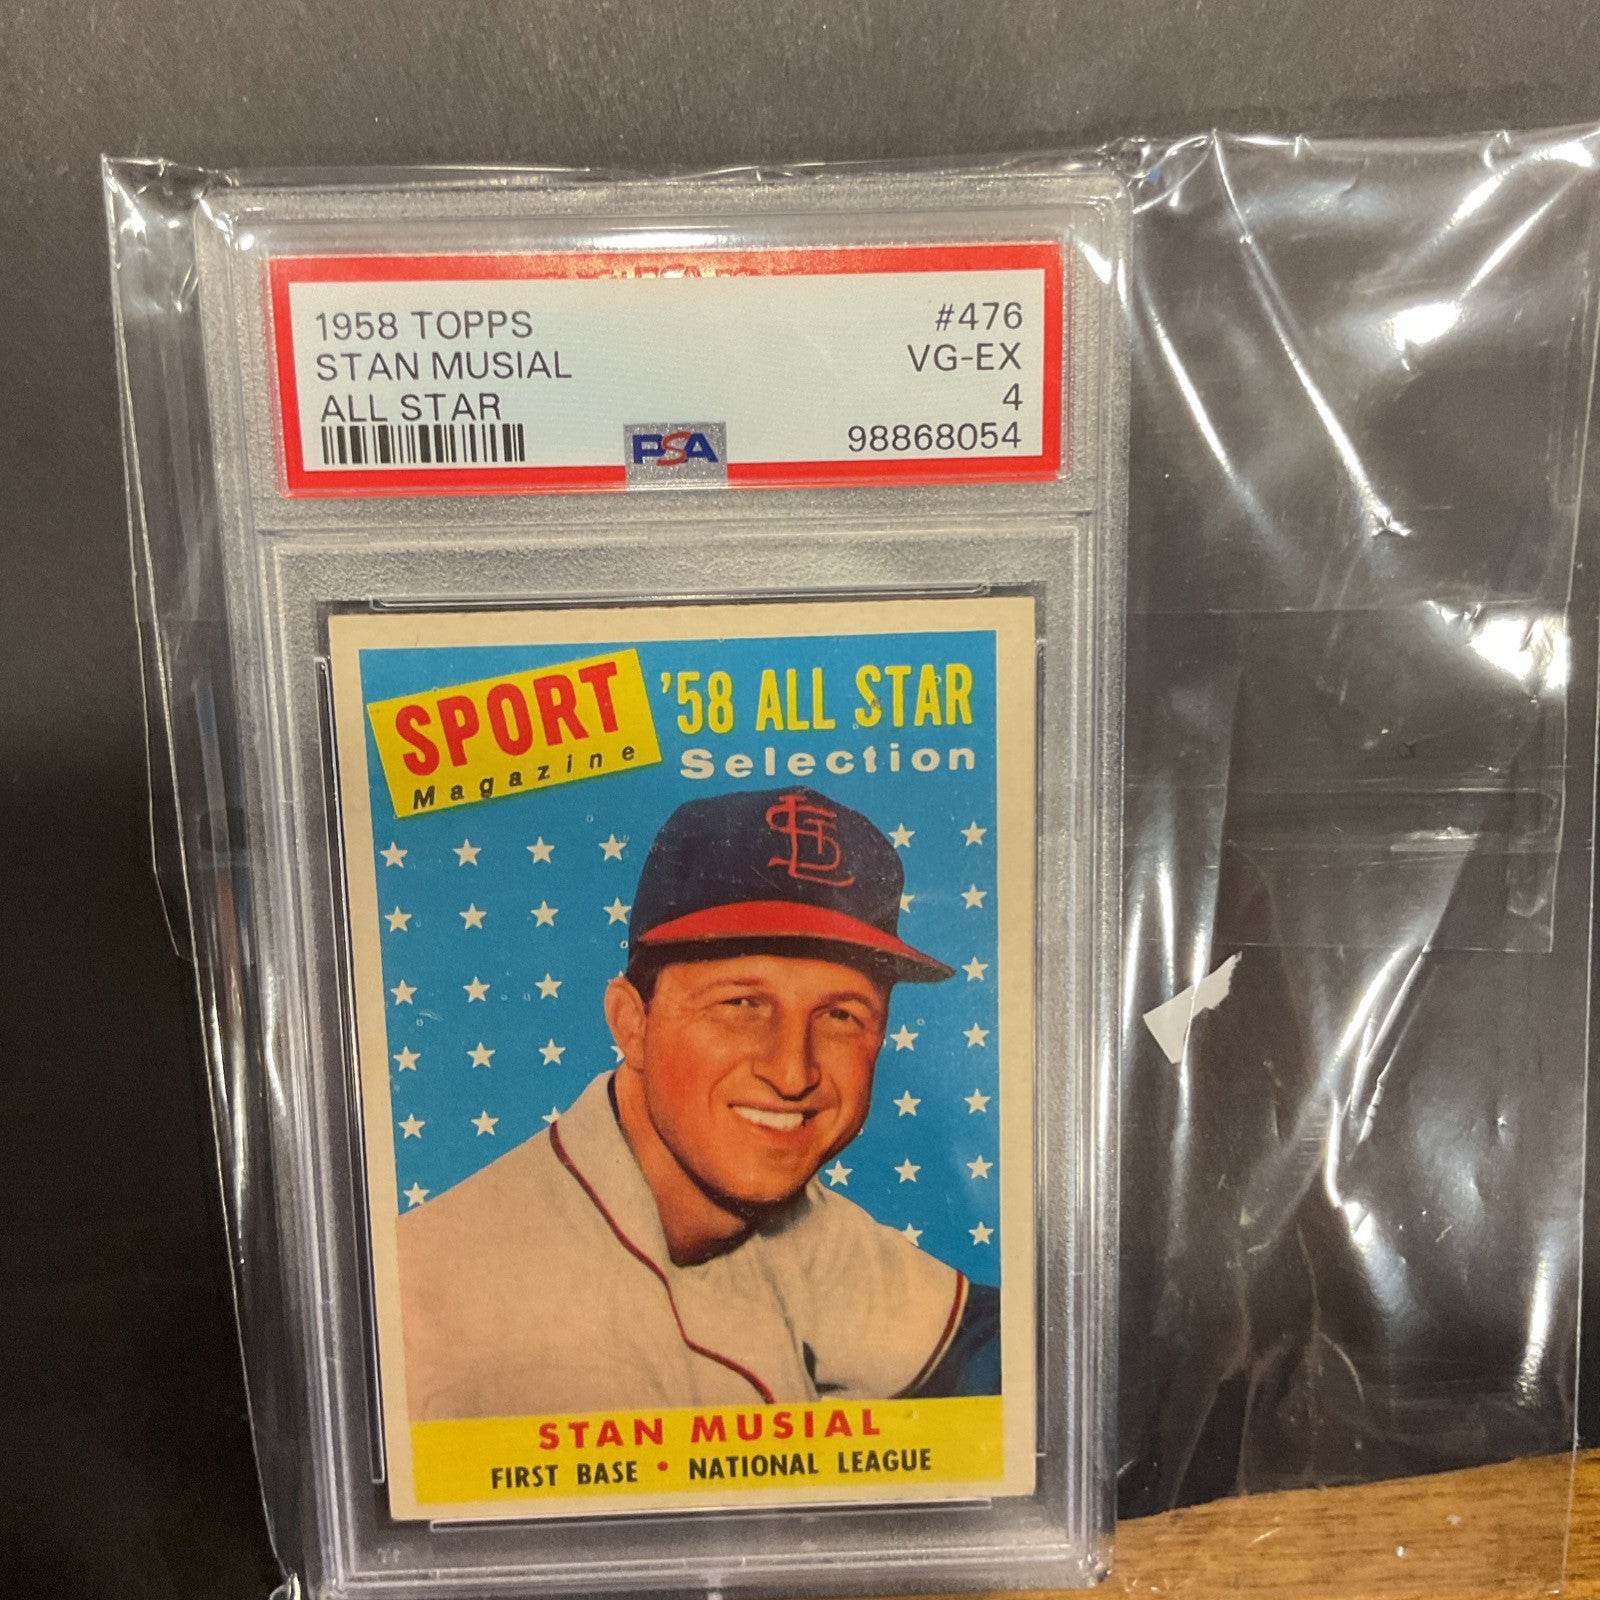 1958 TOPPS #476
STAN MUSIAL VG-EX
ALL STAR 4
PSA 98868054
SPORT '58 ALL STAR
Magazine Selection
STL
STAN MUSIAL
FIRST BASE • NATIONAL LEAGUE